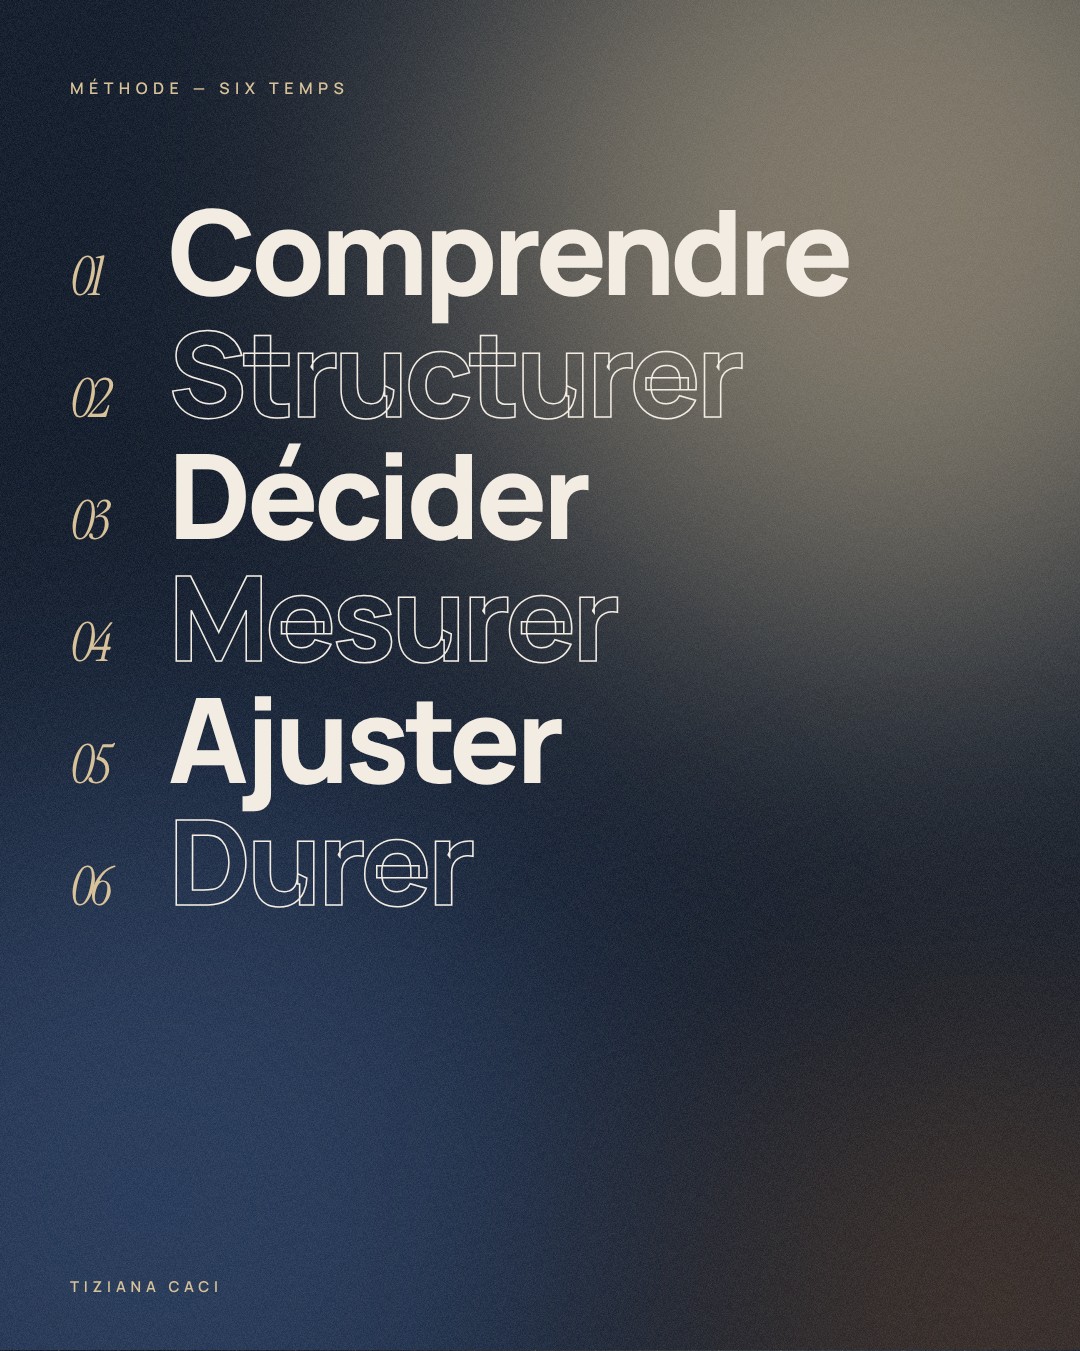 MÉTHODE – SIX TEMPS
01 Comprendre
02 Structurer
03 Décider
04 Mesurer
05 Ajuster
06 Durer
TIZIANA CACI